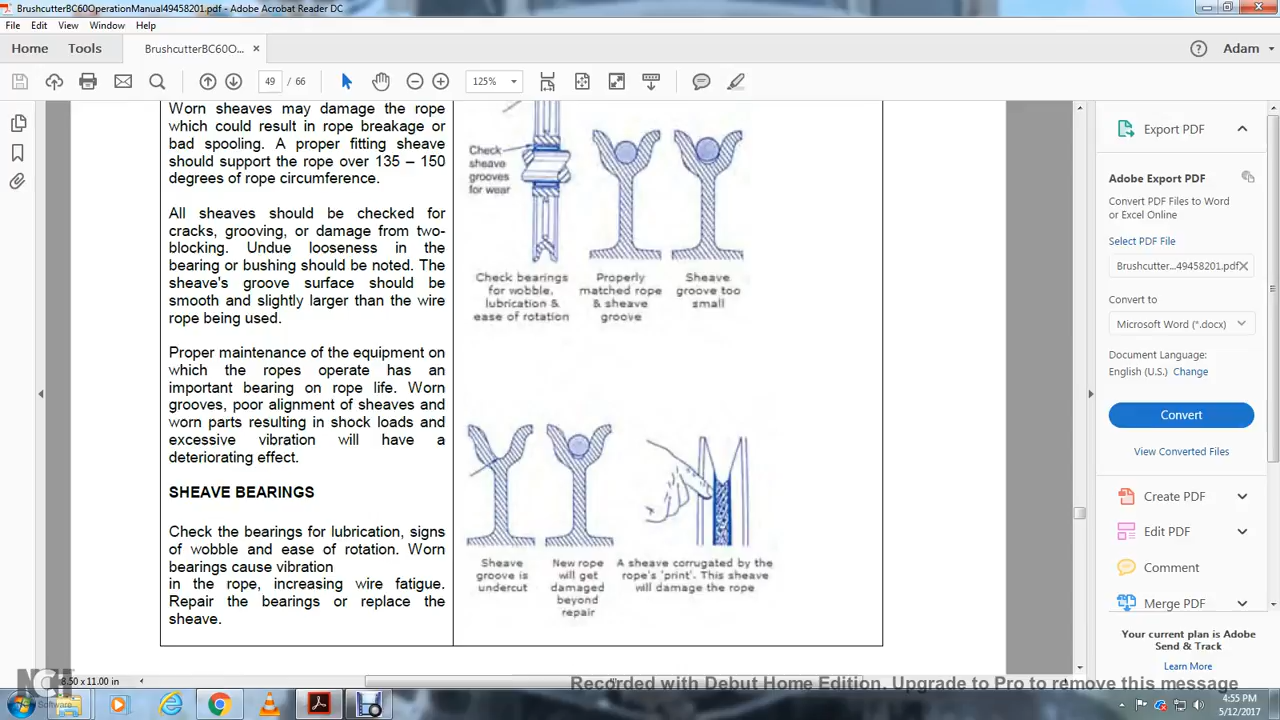 BrushcutterBC60OperationManual49458201.pdf - Adobe Acrobat Reader DC
File Edit View Window Help
Home Tools BrushcutterBC60O... ×
Adam
49 / 66
125%
Worn sheaves may damage the rope
which could result in rope breakage or
bad spooling. A proper fitting sheave
should support the rope over 135 – 150
degrees of rope circumference.
All sheaves should be checked for
cracks, grooving, or damage from two-
blocking. Undue looseness in the
bearing or bushing should be noted. The
sheave's groove surface should be
smooth and slightly larger than the wire
rope being used.
Proper maintenance of the equipment on
which the ropes operate has an
important bearing on rope life. Worn
grooves, poor alignment of sheaves and
worn parts resulting in shock loads and
excessive vibration will have a
deteriorating effect.
SHEAVE BEARINGS
Check the bearings for lubrication, signs
of wobble and ease of rotation. Worn
bearings cause vibration
in the rope, increasing wire fatigue.
Repair the bearings or replace the
sheave.
Check
sheave
grooves
for wear
Check bearings
for wobble,
lubrication &
ease of rotation
Properly
matched rope
& sheave
groove
Sheave
groove too
small
Sheave
groove is
undercut
New rope
will get
damaged
beyond
repair
A sheave corrugated by the
rope's 'print'. This sheave
will damage the rope
Export PDF
Adobe Export PDF
Convert PDF Files to Word
or Excel Online
Select PDF File
Brushcutter...49458201.pdf
Convert to
Microsoft Word (*.docx)
Document Language:
English (U.S.) Change
Convert
View Converted Files
Create PDF
Edit PDF
Comment
Merge PDF
Your current plan is Adobe
Send & Track
Learn More
8.50 x 11.00 in
NCH Software
Recorded with Debut Home Edition. Upgrade to Pro to remove this message
4:55 PM
5/12/2017